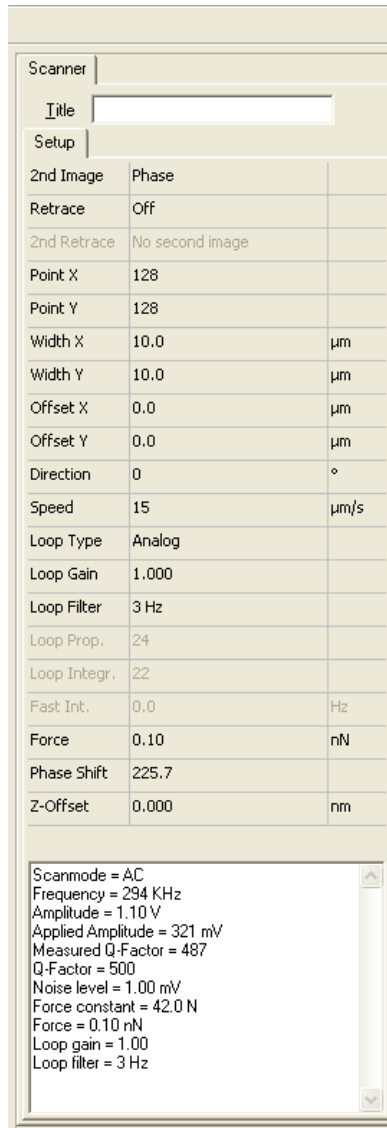 Scanner
Title
Setup
2nd Image Phase
Retrace Off
2nd Retrace No second image
Point X 128
Point Y 128
Width X 10.0 µm
Width Y 10.0 µm
Offset X 0.0 µm
Offset Y 0.0 µm
Direction 0 °
Speed 15 µm/s
Loop Type Analog
Loop Gain 1.000
Loop Filter 3 Hz
Loop Prop. 24
Loop Integr. 22
Fast Int. 0.0 Hz
Force 0.10 nN
Phase Shift 225.7
Z-Offset 0.000 nm
Scanmode = AC
Frequency = 294 KHz
Amplitude = 1.10 V
Applied Amplitude = 321 mV
Measured Q-Factor = 487
Q-Factor = 500
Noise level = 1.00 mV
Force constant = 42.0 N
Force = 0.10 nN
Loop gain = 1.00
Loop filter = 3 Hz